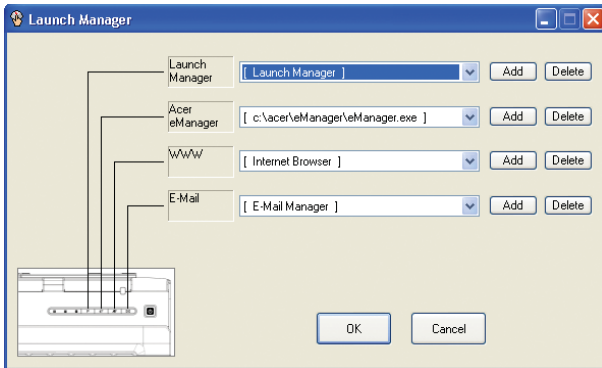 Launch Manager
Launch Manager
[ Launch Manager ]
Add
Delete
Acer eManager
[ c:\acer\eManager\eManager.exe ]
Add
Delete
WWW
[ Internet Browser ]
Add
Delete
E-Mail
[ E-Mail Manager ]
Add
Delete
OK
Cancel